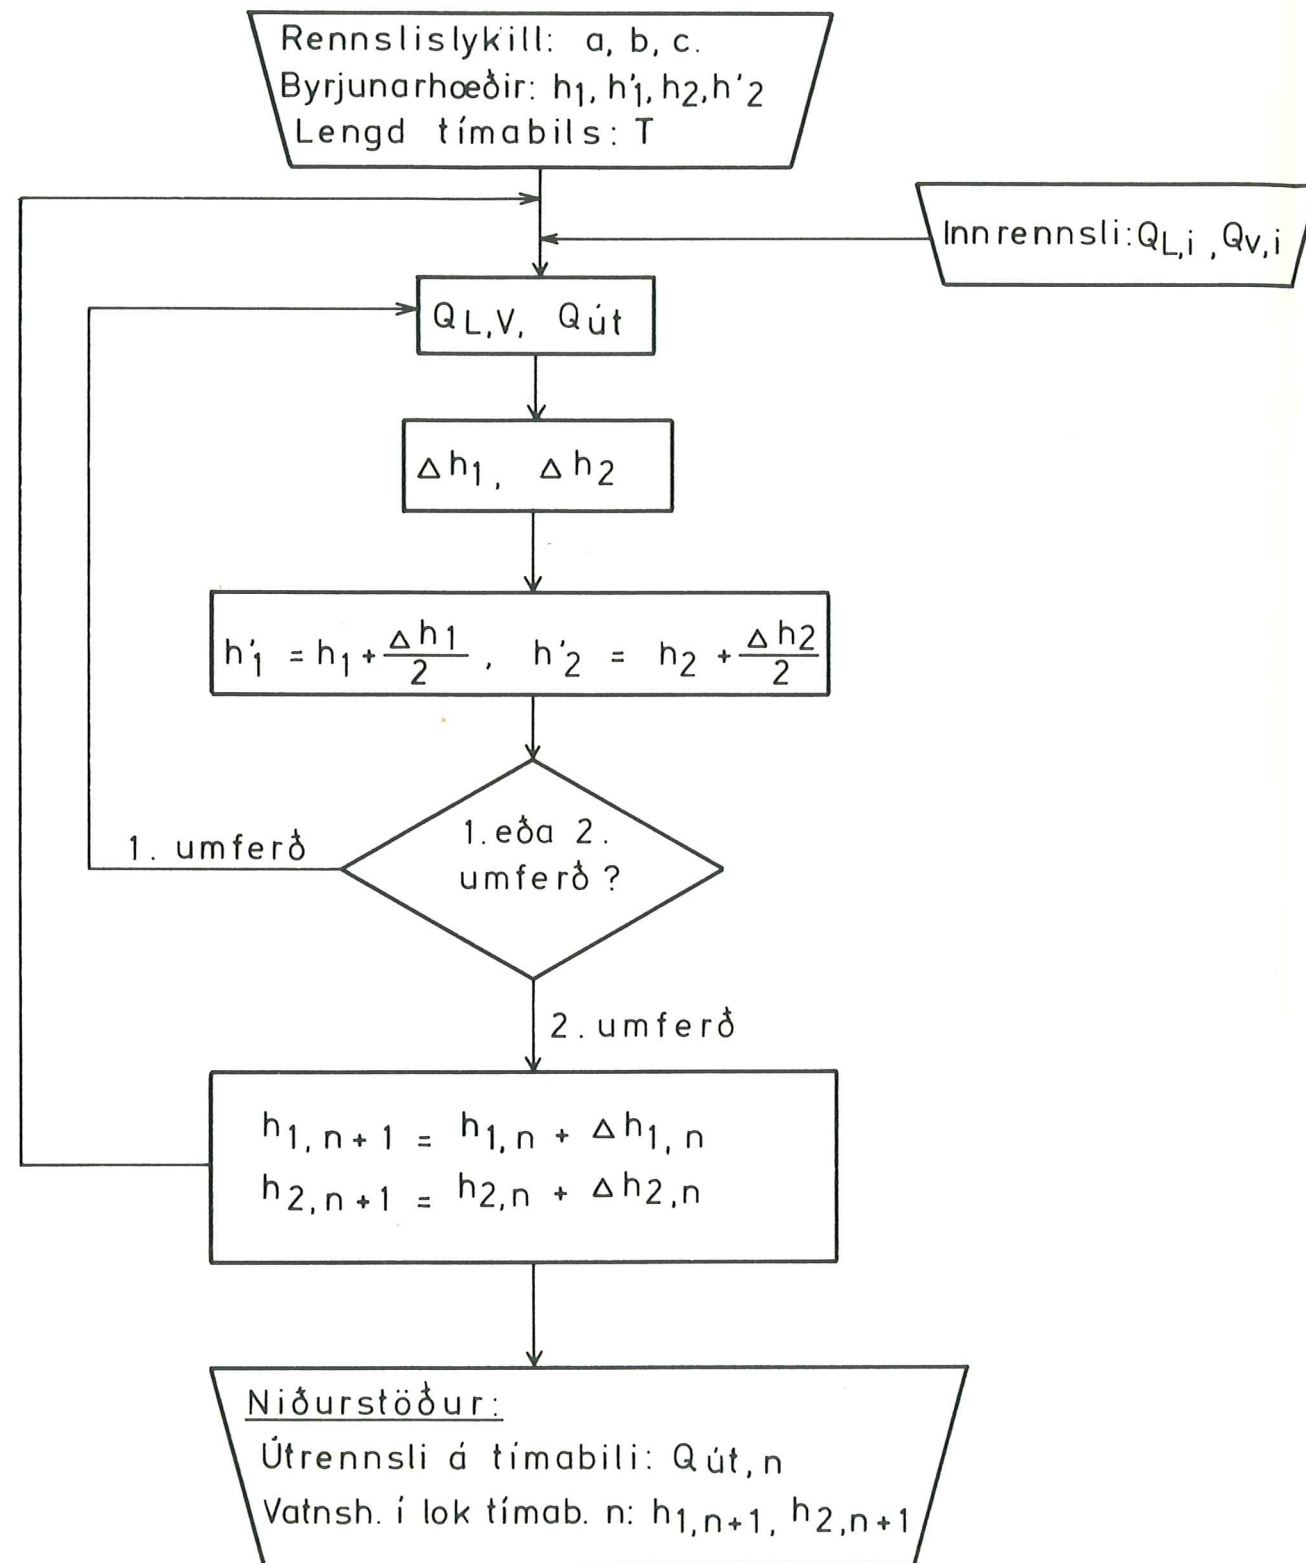 Rennslislykill: a, b, c.
Byrjunarhæðir: h1, h'1, h2, h'2
Lengd tímabils: T
Innrennsli: QL,i , Qv,i
QL,V, Qút
Δh1, Δh2
h'1 = h1 + Δh1/2 , h'2 = h2 + Δh2/2
1. eða 2.
umferð ?
1. umferð
2. umferð
h1, n+1 = h1, n + Δh1, n
h2, n+1 = h2, n + Δh2, n
Niðurstöður:
Útrennsli á tímabili: Qút, n
Vatnsh. í lok tímab. n: h1,n+1, h2,n+1